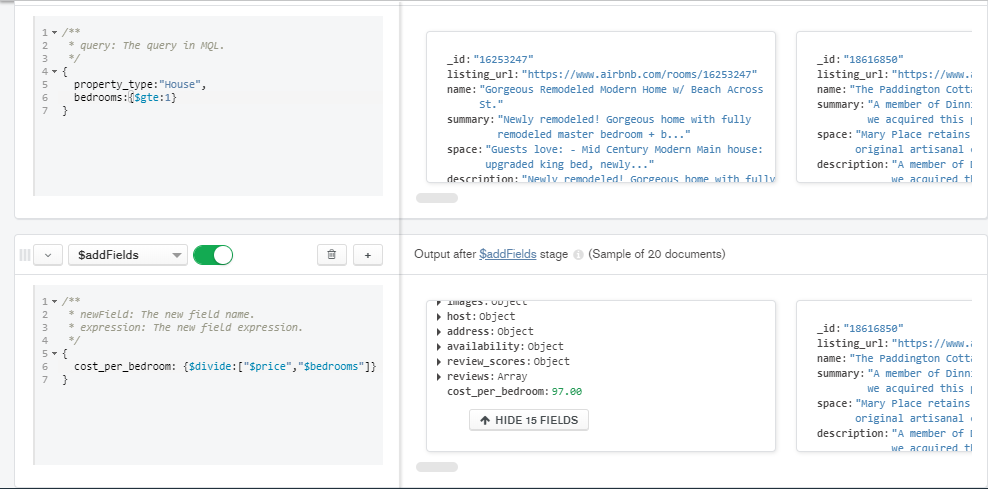 1 /**
2 * query: The query in MQL.
3 */
4 {
5 property_type:"House",
6 bedrooms:{$gte:1}
7 }
_id: "16253247"
listing_url: "https://www.airbnb.com/rooms/16253247"
name: "Gorgeous Remodeled Modern Home w/ Beach Across
St."
summary: "Newly remodeled! Gorgeous home with fully
remodeled master bedroom + b..."
space: "Guests love: - Mid Century Modern Main house:
upgraded king bed, newly..."
description: "Newly remodeled! Gorgeous home with fully
_id: "18616850"
listing_url: "https://www.
name: "The Paddington Cott
summary: "A member of Dinn
we acquired this
space: "Mary Place retains
original artisanal
description: "A member of
we acquired th
$addFields
+
Output after $addFields stage (Sample of 20 documents)
1 /**
2 * newField: The new field name.
3 * expression: The new field expression.
4 */
5 {
6 cost_per_bedroom: {$divide:["$price","$bedrooms"]}
7 }
images: Object
host: Object
address: Object
availability: Object
review_scores: Object
reviews: Array
cost_per_bedroom: 97.00
HIDE 15 FIELDS
_id: "18616850"
listing_url: "https://www.
name: "The Paddington Cott
summary: "A member of Dinn
we acquired this
space: "Mary Place retains
original artisanal
description: "A member of
we acquired th